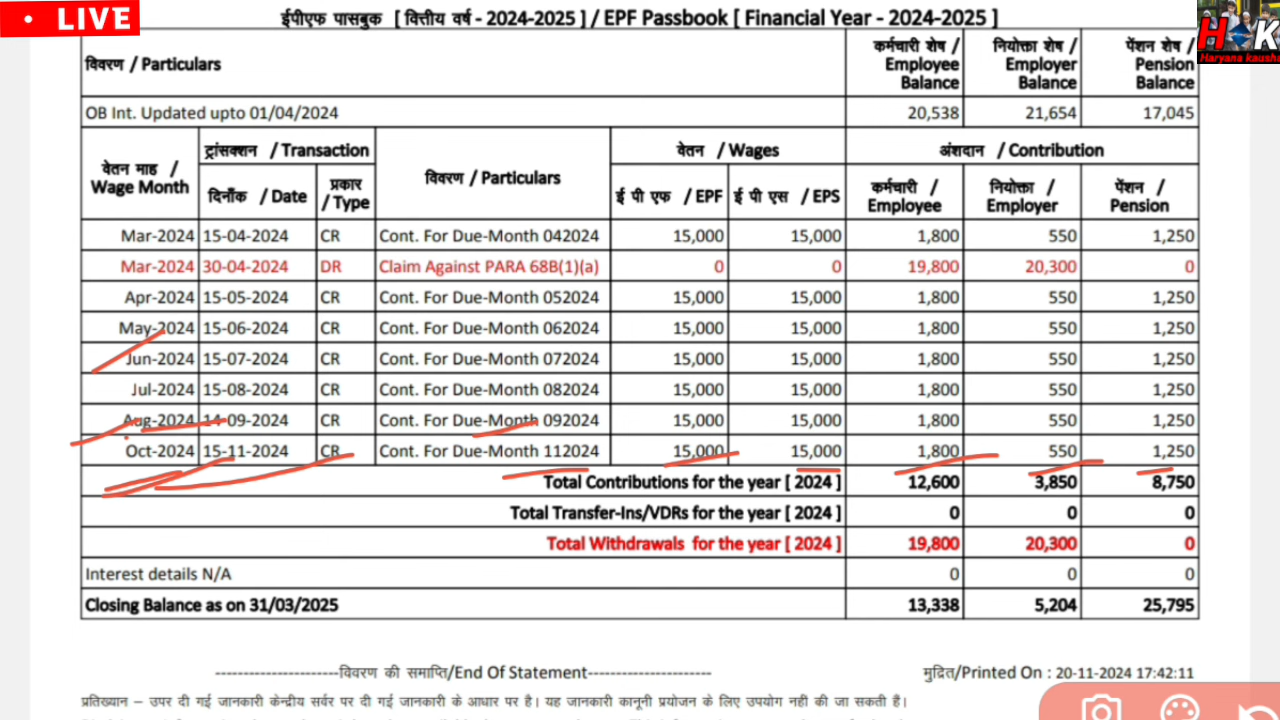 LIVE
ईपीएफ पासबुक [ वित्तीय वर्ष - 2024-2025 ] / EPF Passbook [ Financial Year - 2024-2025 ]
H K
Haryana kaush
विवरण / Particulars कर्मचारी शेष / Employee Balance नियोक्ता शेष / Employer Balance पेंशन शेष / Pension Balance
OB Int. Updated upto 01/04/2024 20,538 21,654 17,045
वेतन माह / Wage Month ट्रांसक्शन / Transaction विवरण / Particulars वेतन / Wages अंशदान / Contribution
दिनाँक / Date प्रकार / Type ई पी एफ / EPF ई पी एस / EPS कर्मचारी / Employee नियोक्ता / Employer पेंशन / Pension
Mar-2024 15-04-2024 CR Cont. For Due-Month 042024 15,000 15,000 1,800 550 1,250
Mar-2024 30-04-2024 DR Claim Against PARA 68B(1)(a) 0 0 19,800 20,300 0
Apr-2024 15-05-2024 CR Cont. For Due-Month 052024 15,000 15,000 1,800 550 1,250
May-2024 15-06-2024 CR Cont. For Due-Month 062024 15,000 15,000 1,800 550 1,250
Jun-2024 15-07-2024 CR Cont. For Due-Month 072024 15,000 15,000 1,800 550 1,250
Jul-2024 15-08-2024 CR Cont. For Due-Month 082024 15,000 15,000 1,800 550 1,250
Aug-2024 14-09-2024 CR Cont. For Due-Month 092024 15,000 15,000 1,800 550 1,250
Oct-2024 15-11-2024 CR Cont. For Due-Month 112024 15,000 15,000 1,800 550 1,250
Total Contributions for the year [ 2024 ] 12,600 3,850 8,750
Total Transfer-Ins/VDRs for the year [ 2024 ] 0 0 0
Total Withdrawals for the year [ 2024 ] 19,800 20,300 0
Interest details N/A 0 0 0
Closing Balance as on 31/03/2025 13,338 5,204 25,795
----------------------विवरण की समाप्ति/End Of Statement----------------------
मुद्रित/Printed On : 20-11-2024 17:42:11
प्रतिख्यान – उपर दी गई जानकारी केन्द्रीय सर्वर पर दी गई जानकारी के आधार पर है। यह जानकारी कानूनी प्रयोजन के लिए उपयोग नही की जा सकती है।